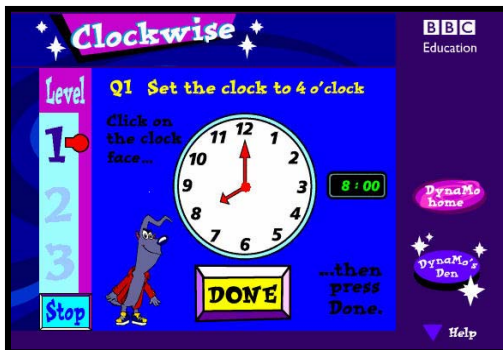 Clockwise
BBC
Education
Level
1
2
3
Stop
Q1 Set the clock to 4 o'clock
Click on
the clock
face...
12
1
2
3
4
5
6
7
8
9
10
11
8:00
...then
press
Done.
DONE
DynaMo
home
DynaMo's
Den
Help